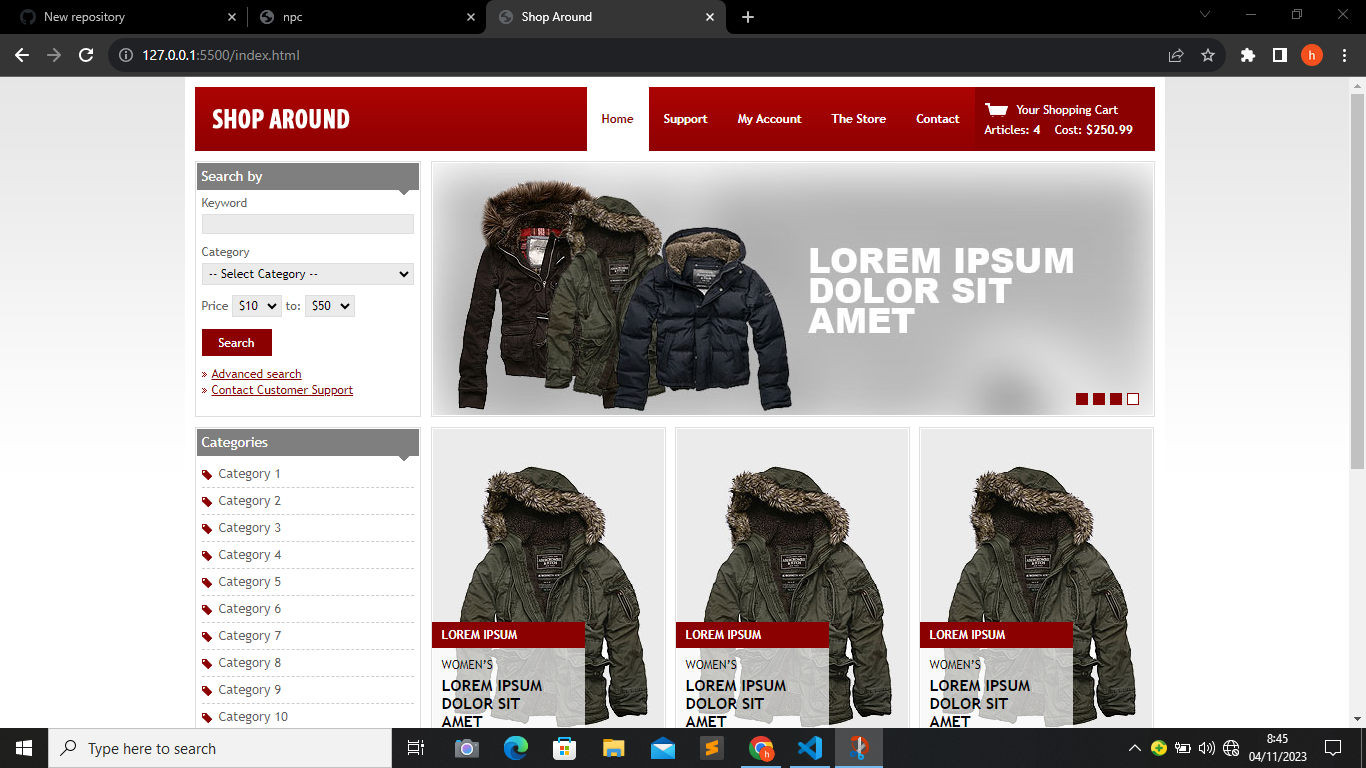 New repository
npc
Shop Around
127.0.0.1:5500/index.html
h
SHOP AROUND
Home
Support
My Account
The Store
Contact
Your Shopping Cart
Articles: 4 Cost: $250.99
Search by
Keyword
Category
-- Select Category --
Price $10 to: $50
Search
Advanced search
Contact Customer Support
LOREM IPSUM
DOLOR SIT
AMET
Categories
Category 1
Category 2
Category 3
Category 4
Category 5
Category 6
Category 7
Category 8
Category 9
Category 10
LOREM IPSUM
WOMEN'S
LOREM IPSUM
DOLOR SIT
AMET
LOREM IPSUM
WOMEN'S
LOREM IPSUM
DOLOR SIT
AMET
LOREM IPSUM
WOMEN'S
LOREM IPSUM
DOLOR SIT
AMET
Type here to search
h
8:45
04/11/2023